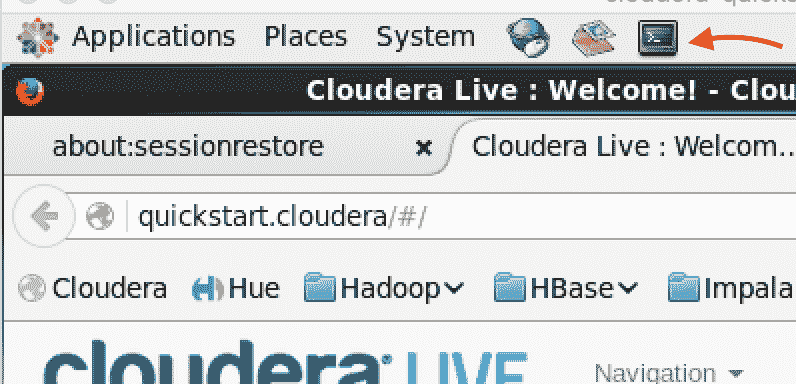 Applications Places System
Cloudera Live : Welcome! - Clou
about:sessionrestore Cloudera Live : Welcom...
quickstart.cloudera/#/
Cloudera Hue Hadoop HBase Impala
cloudera LIVE Navigation